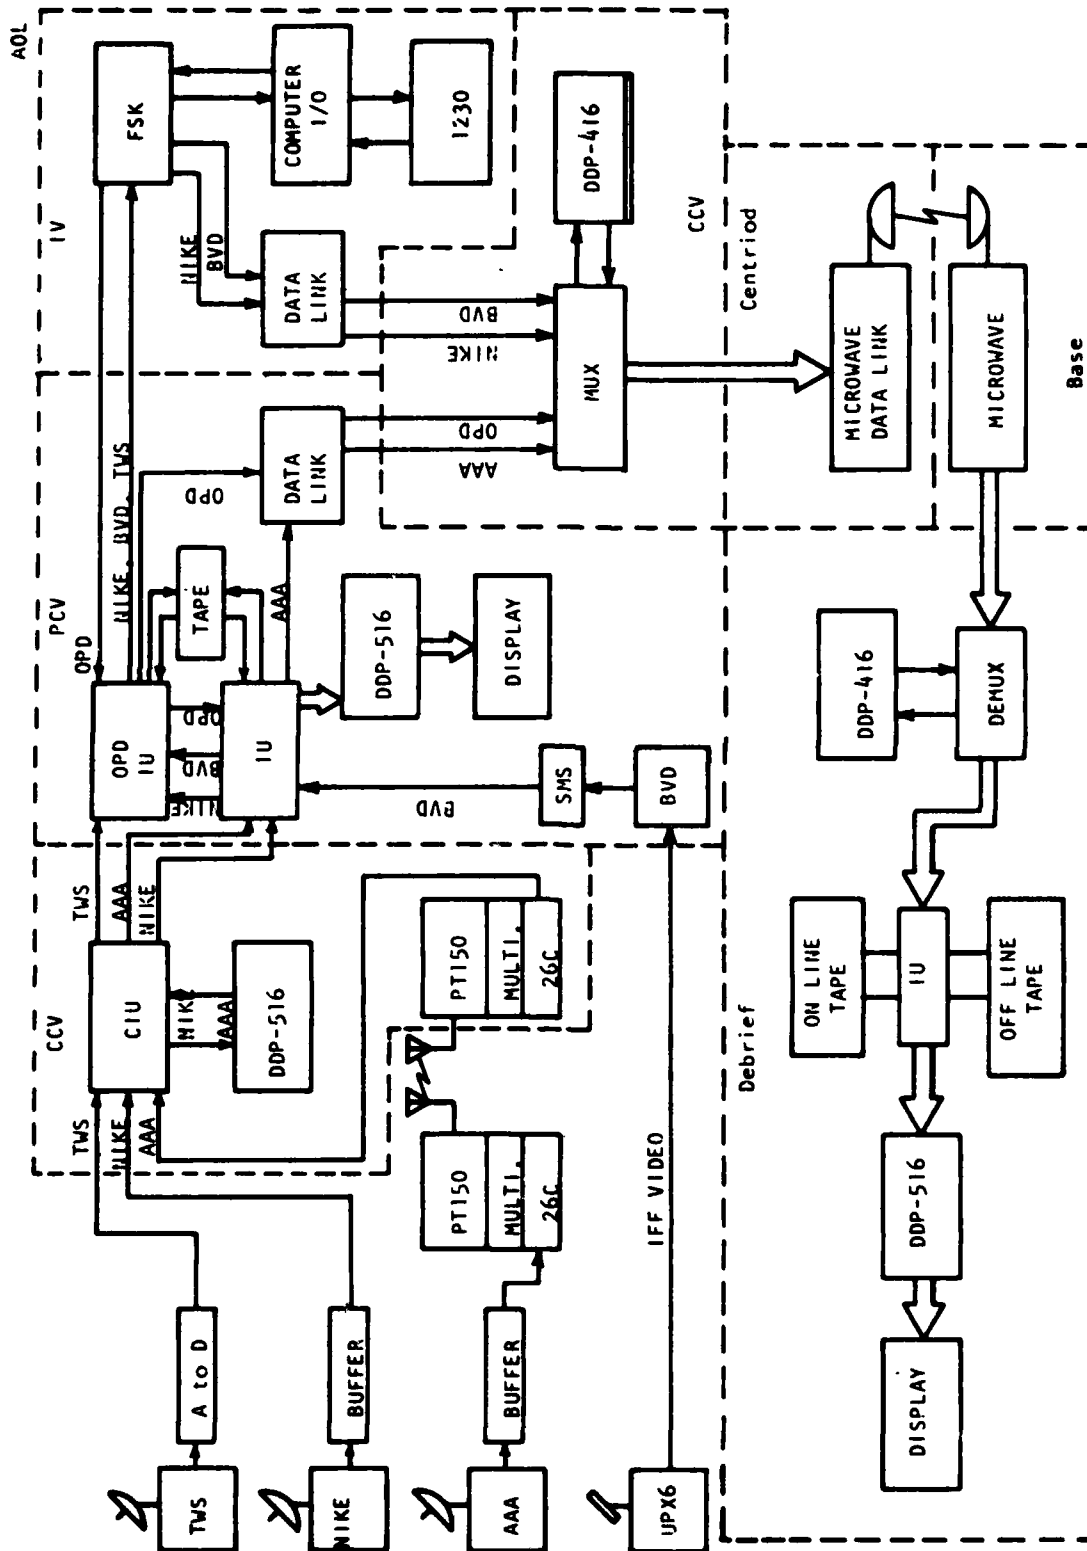 TWS
A to D
TWS
NIKE
BUFFER
NIKE
AAA
BUFFER
AAA
UPX6
IFF VIDEO
PT150
MULTI.
26C
CCV
CIU
NIKE
AAA
DDP-516
PT150
MULTI.
26C
TWS
AAA
NIKE
PCV
OPD
IU
NIKE
BVD
OPD
IU
TAPE
OPD
NIKE, BVD, TWS
OPD
AAA
DATA
LINK
DDP-516
DISPLAY
BVD
SMS
BVD
AOL
IV
FSK
NIKE
BVD
COMPUTER
I/O
1230
DATA
LINK
NIKE
BVD
AAA
OPD
MUX
DDP-416
CCV
Centriod
MICROWAVE
DATA LINK
MICROWAVE
Base
Debrief
DDP-416
DEMUX
ON LINE
TAPE
IU
OFF LINE
TAPE
DDP-516
DISPLAY